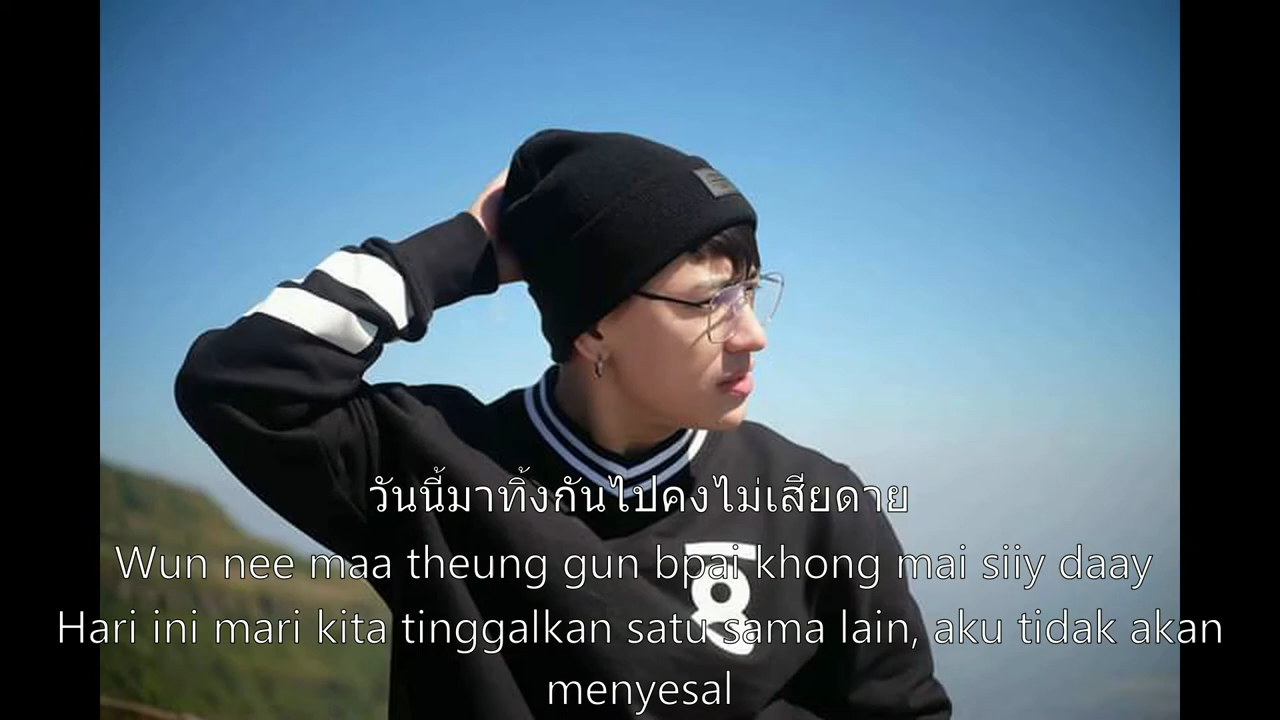 วันนี้มาทิ้งกันไปคงไม่เสียดาย
Wun nee maa theung gun bpai khong mai siiy daay
Hari ini mari kita tinggalkan satu sama lain, aku tidak akan
menyesal